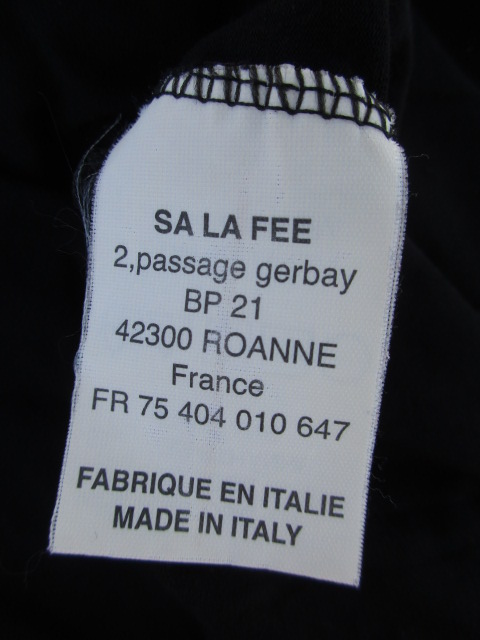 SA LA FEE
2,passage gerbay
BP 21
42300 ROANNE
France
FR 75 404 010 647
FABRIQUE EN ITALIE
MADE IN ITALY